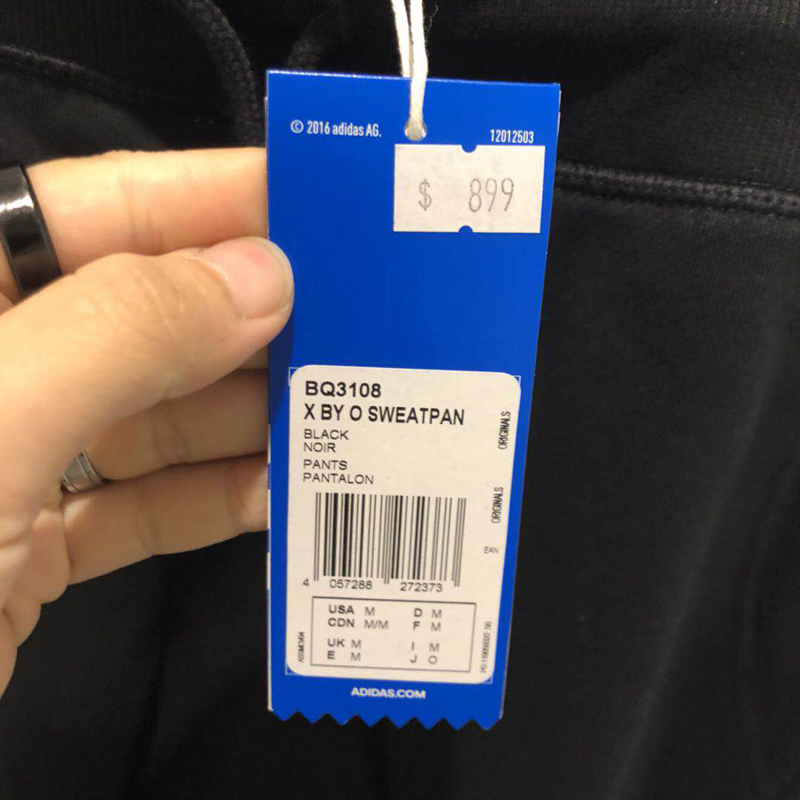 © 2016 adidas AG.
12012503
$ 899
BQ3108
X BY O SWEATPAN
BLACK
NOIR
PANTS
PANTALON
ORIGINALS
ORIGINALS
EAN
4 057288 272373
USA M D M
CDN M/M F M
UK M I M
E M J O
ADIDAS.COM